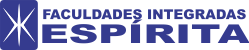 FACULDADES INTEGRADAS
ESPÍRITA